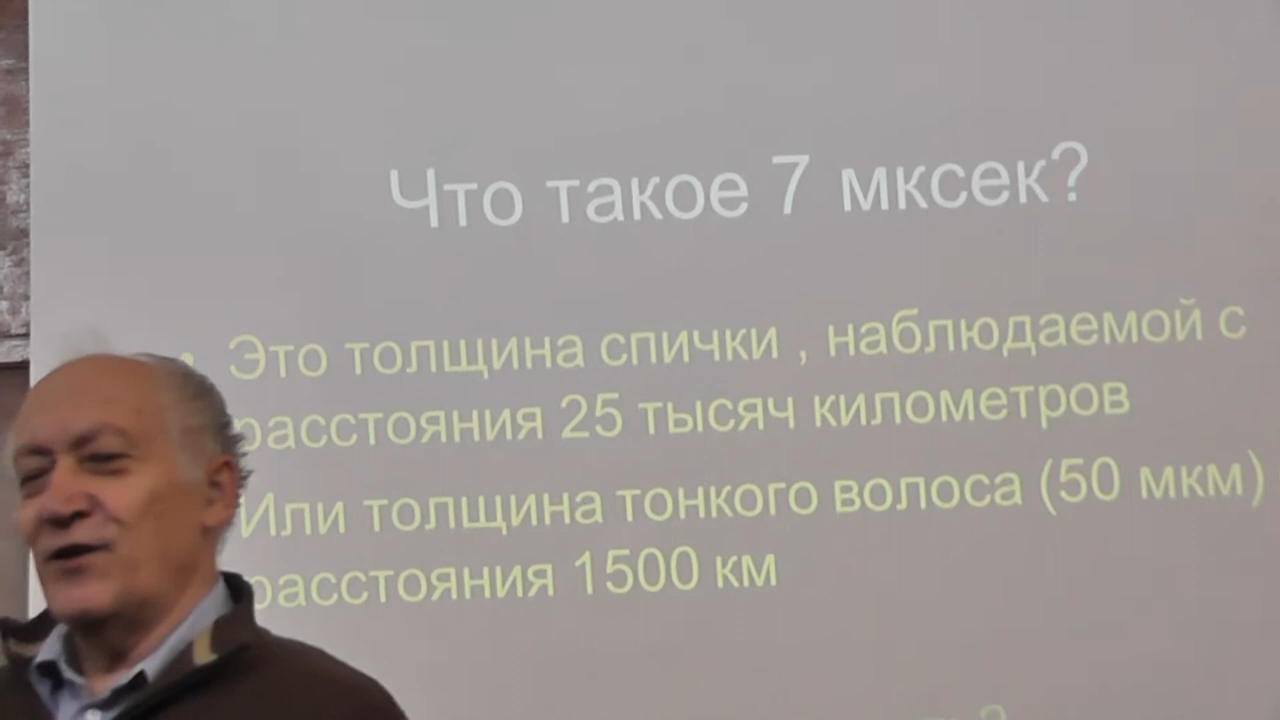 Что такое 7 мксек?
• Это толщина спички , наблюдаемой с
расстояния 25 тысяч километров
Или толщина тонкого волоса (50 мкм)
расстояния 1500 км